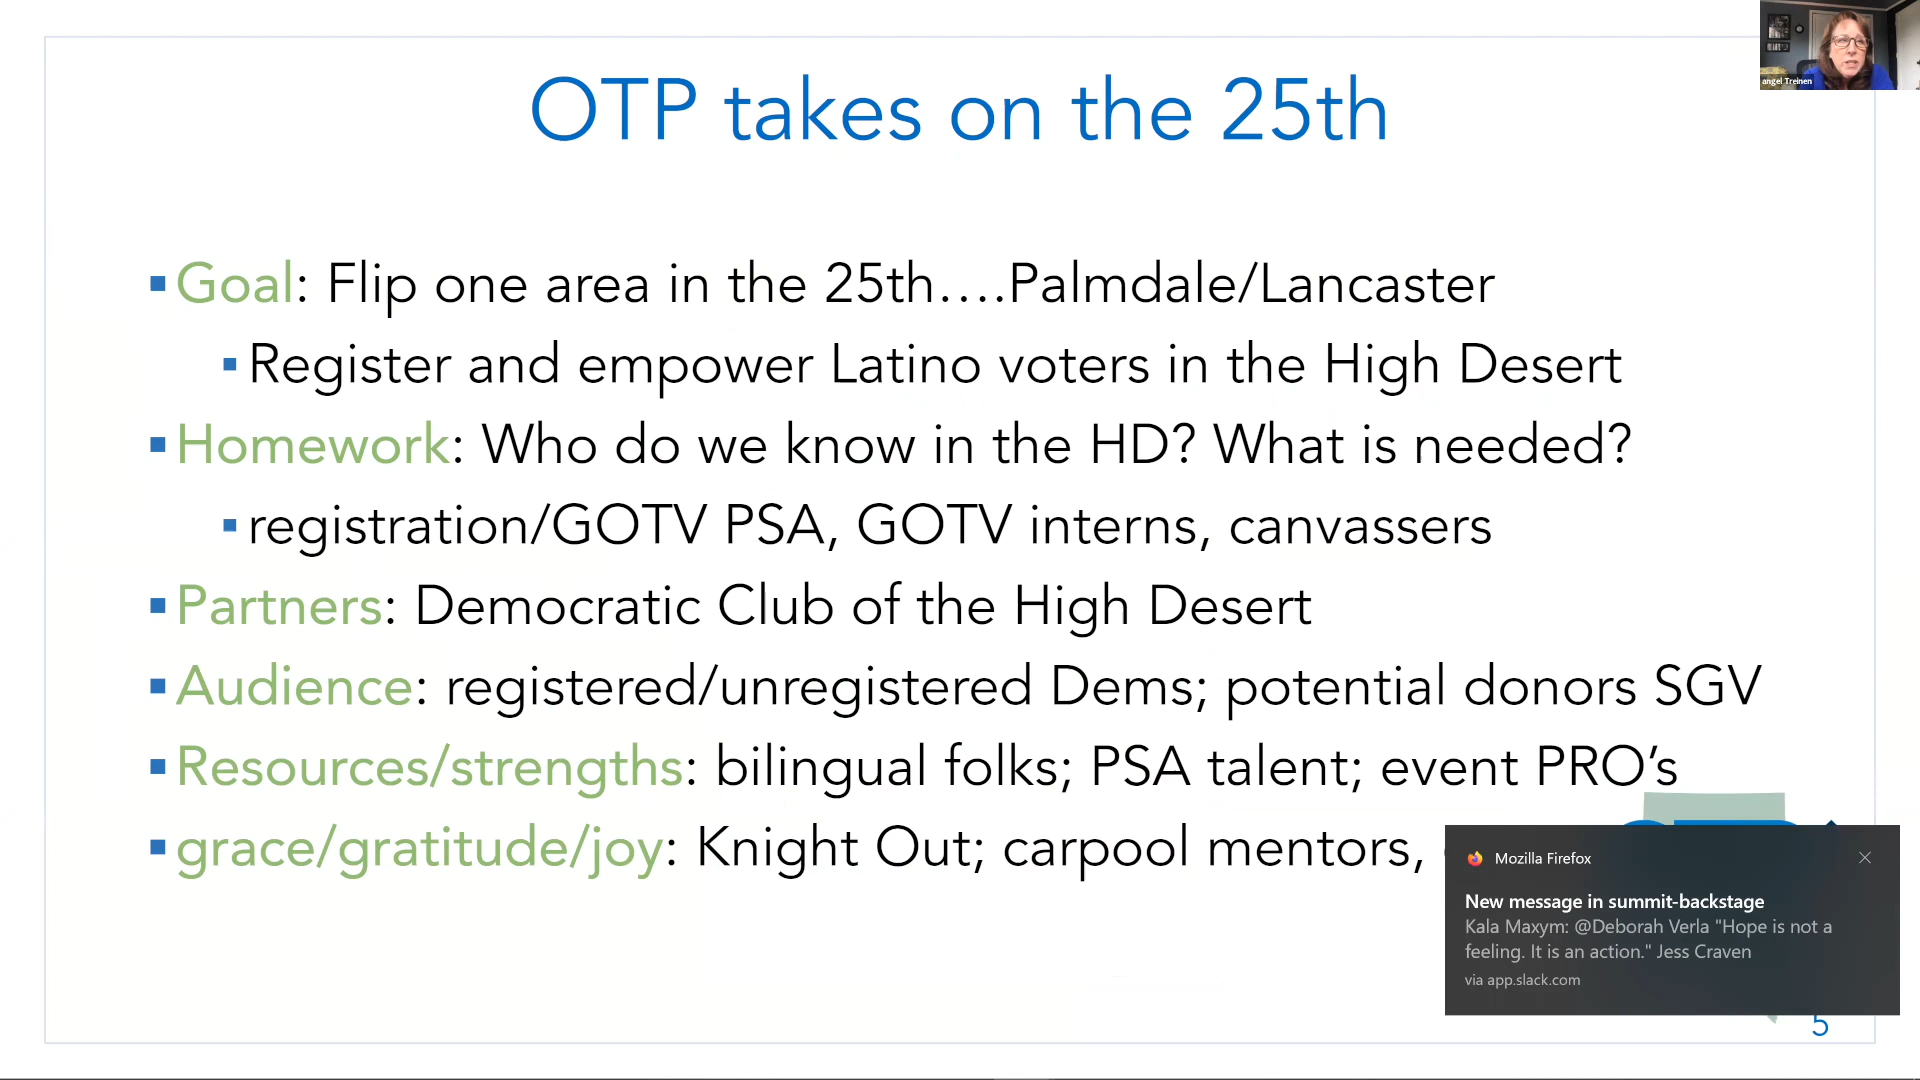 angel Treinen
OTP takes on the 25th
Goal: Flip one area in the 25th….Palmdale/Lancaster
Register and empower Latino voters in the High Desert
Homework: Who do we know in the HD? What is needed?
registration/GOTV PSA, GOTV interns, canvassers
Partners: Democratic Club of the High Desert
Audience: registered/unregistered Dems; potential donors SGV
Resources/strengths: bilingual folks; PSA talent; event PRO’s
grace/gratitude/joy: Knight Out; carpool mentors,
Mozilla Firefox
New message in summit-backstage
Kala Maxym: @Deborah Verla "Hope is not a
feeling. It is an action." Jess Craven
via app.slack.com
5